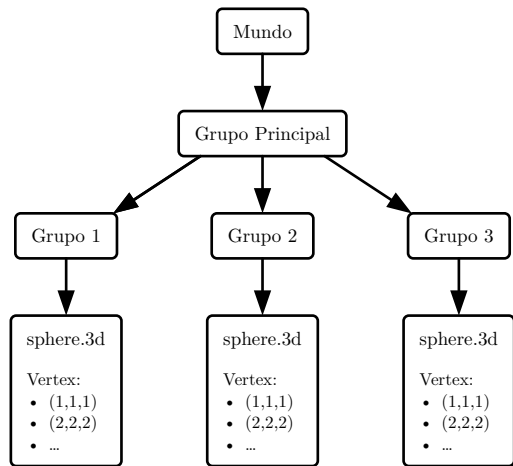 Mundo
Grupo Principal
Grupo 1
Grupo 2
Grupo 3
sphere.3d
Vertex:
• (1,1,1)
• (2,2,2)
• ...
sphere.3d
Vertex:
• (1,1,1)
• (2,2,2)
• ...
sphere.3d
Vertex:
• (1,1,1)
• (2,2,2)
• ...